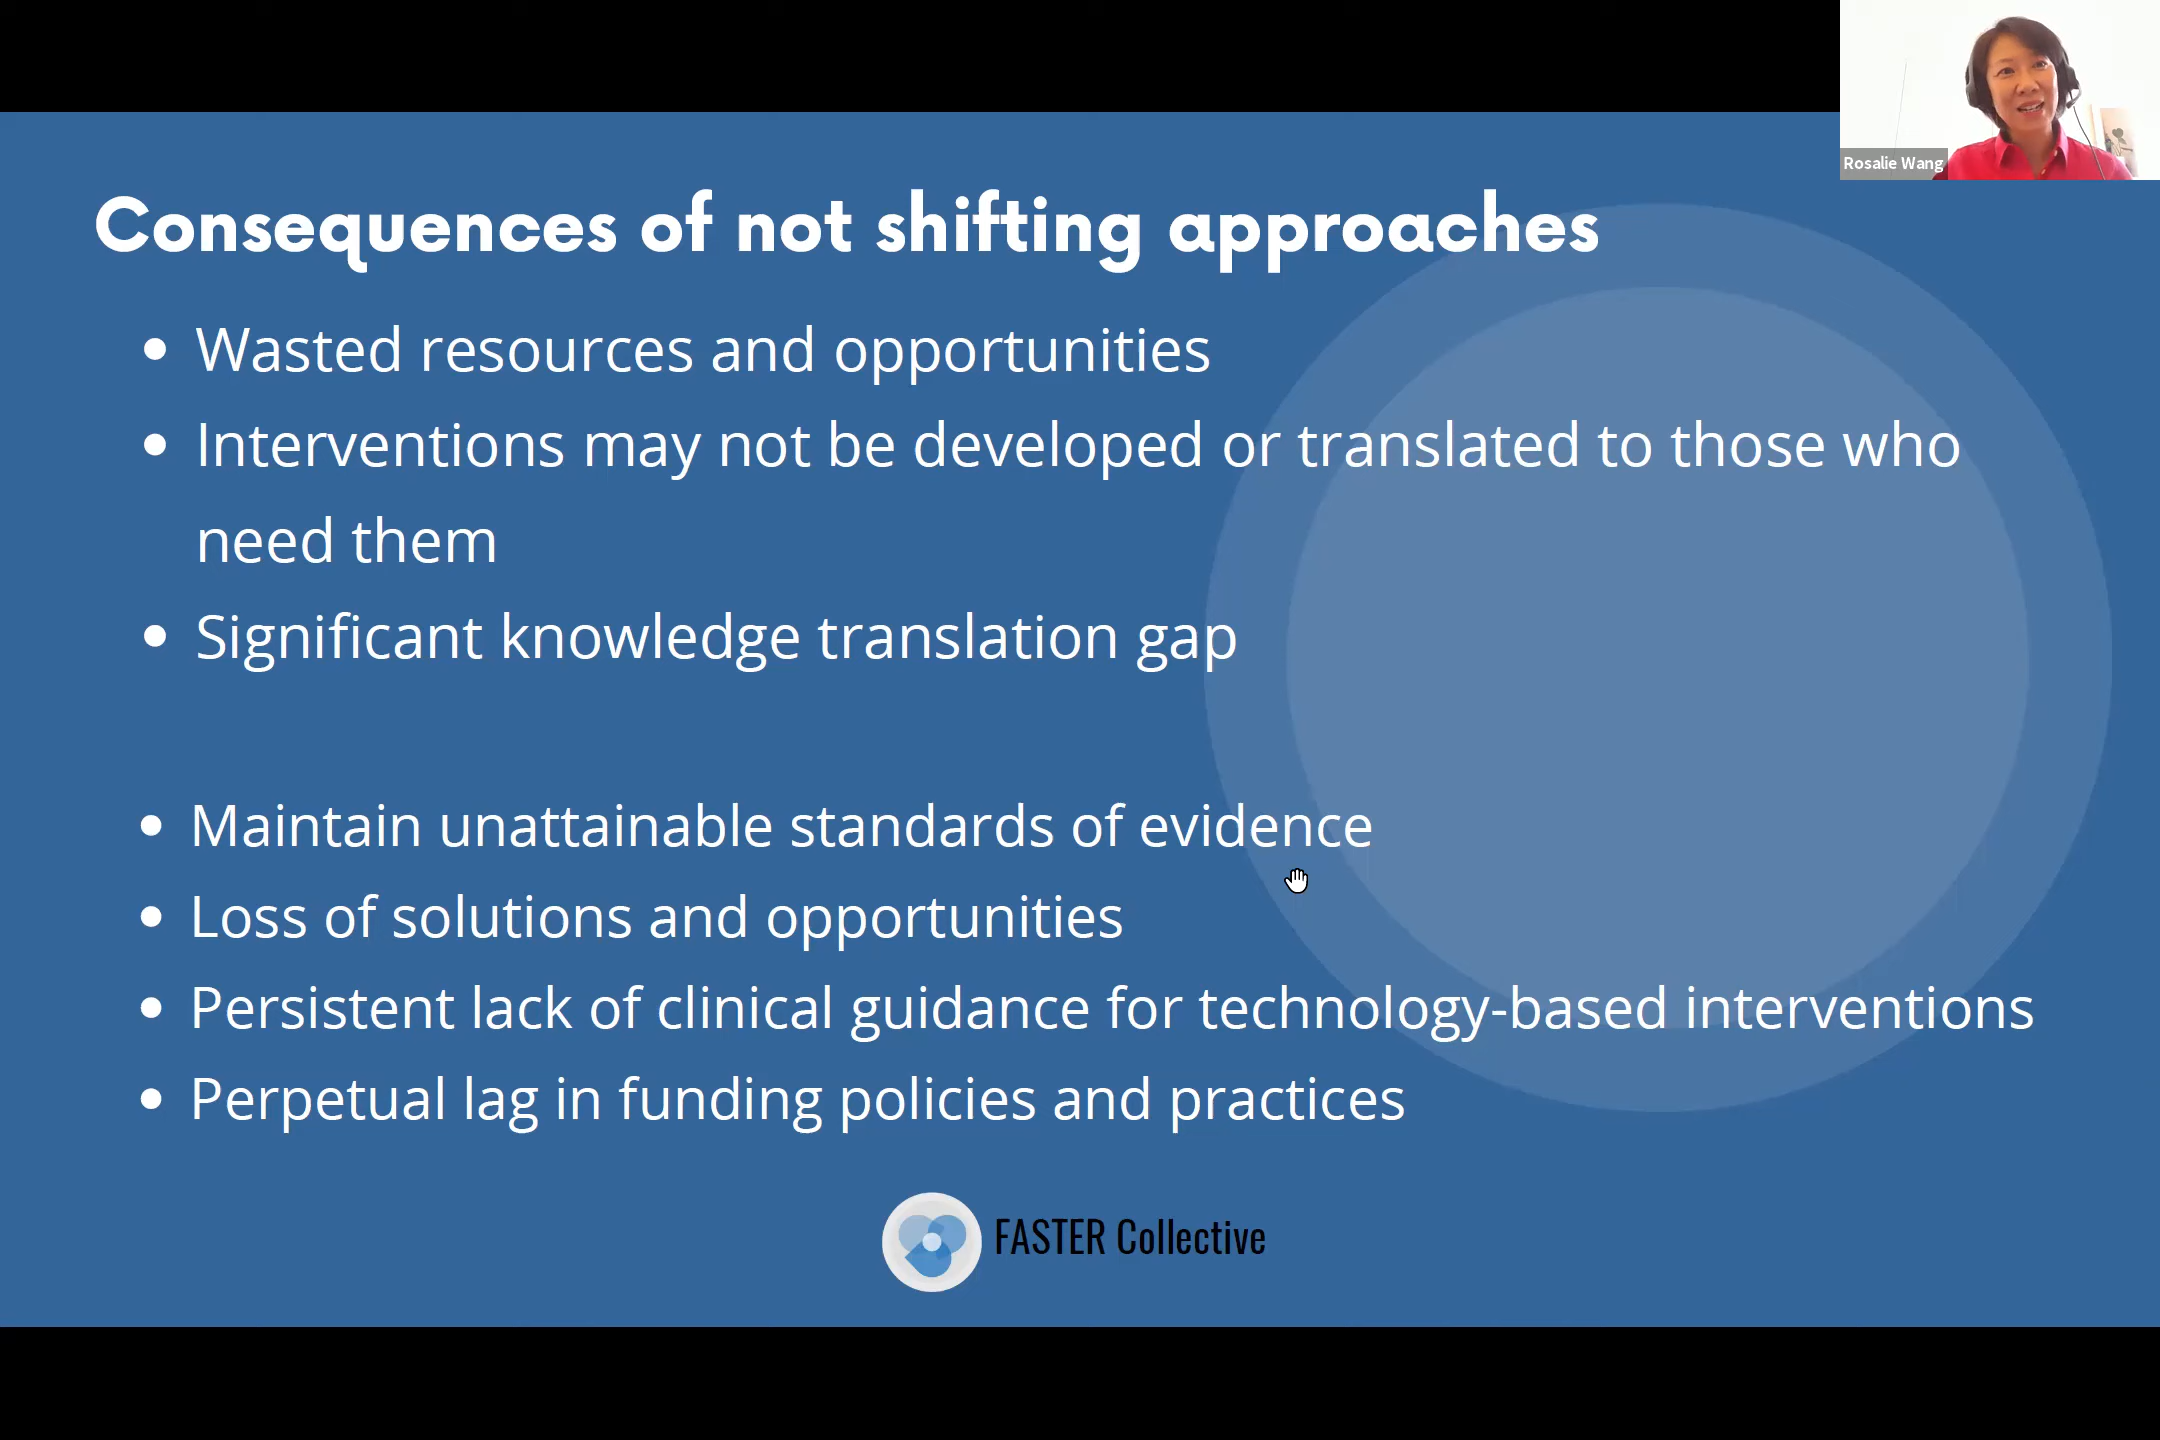 Rosalie Wang
Consequences of not shifting approaches
• Wasted resources and opportunities
• Interventions may not be developed or translated to those who
need them
• Significant knowledge translation gap
• Maintain unattainable standards of evidence
• Loss of solutions and opportunities
• Persistent lack of clinical guidance for technology-based interventions
• Perpetual lag in funding policies and practices
FASTER Collective